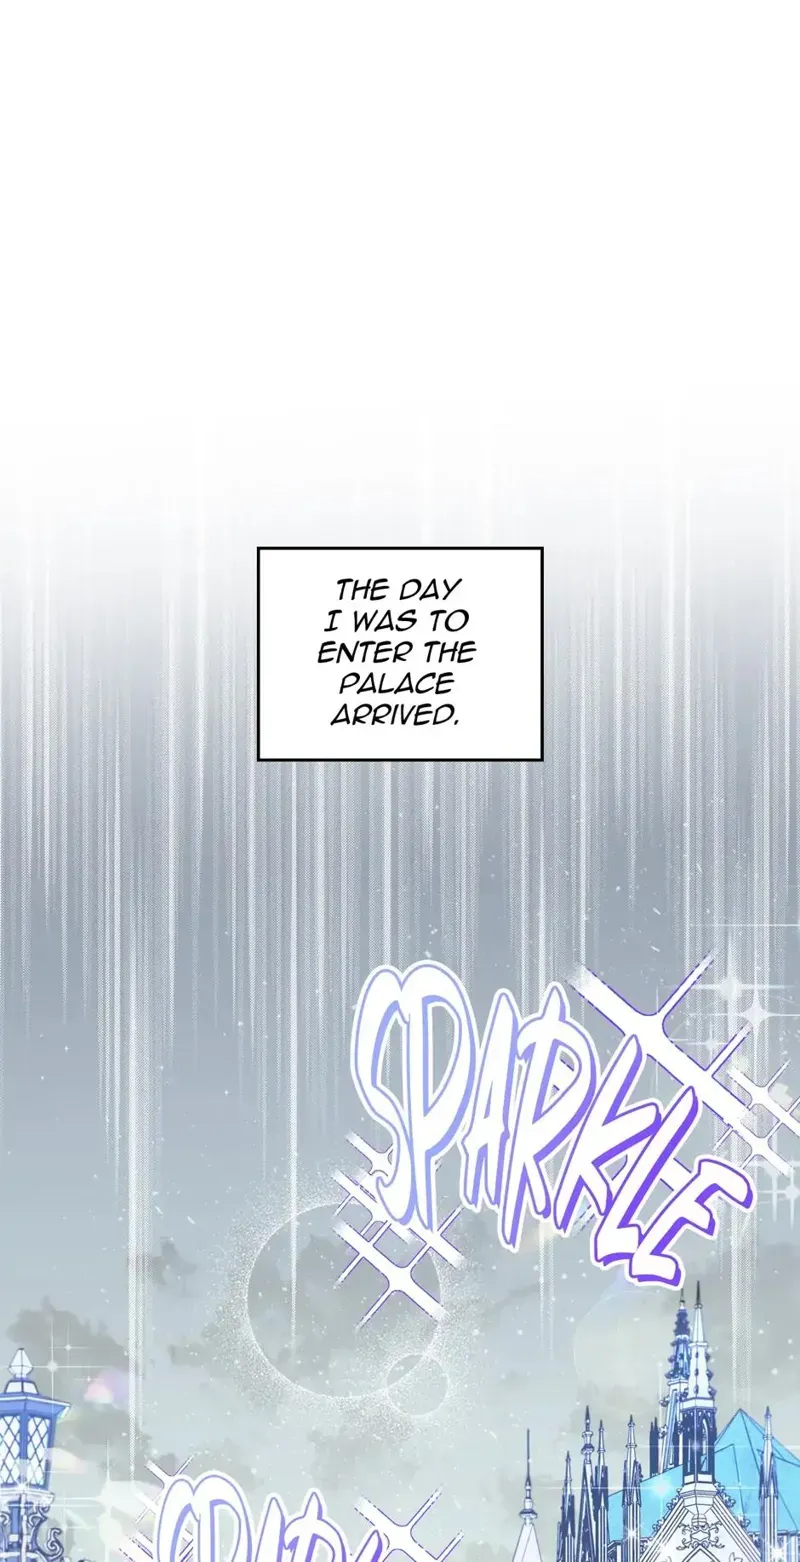 THE DAY
I WAS TO
ENTER THE
PALACE
ARRIVED.
SPARKLE